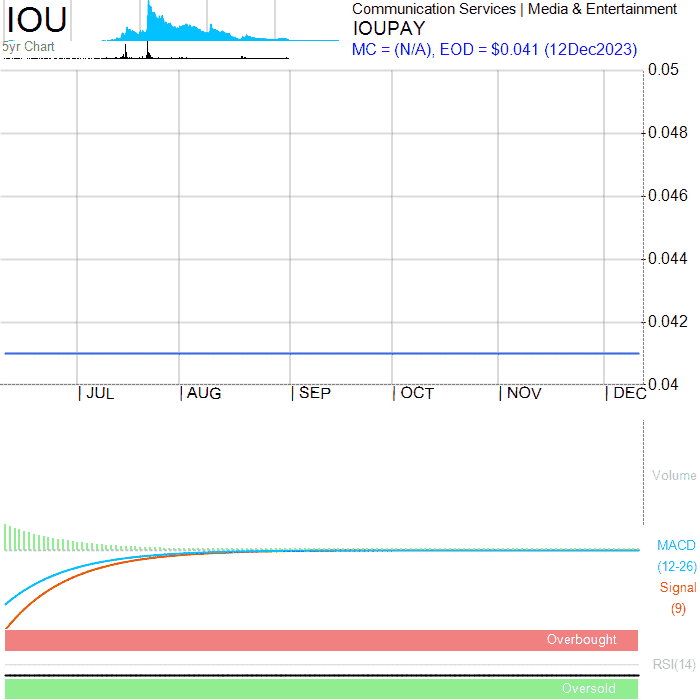 IOU
5yr Chart
Communication Services | Media & Entertainment
IOUPAY
MC = (N/A), EOD = $0.041 (12Dec2023)
0.05
0.048
0.046
0.044
0.042
0.04
| JUL | AUG | SEP | OCT | NOV | DEC
Volume
MACD
(12-26)
Signal
(9)
Overbought
RSI(14)
Oversold